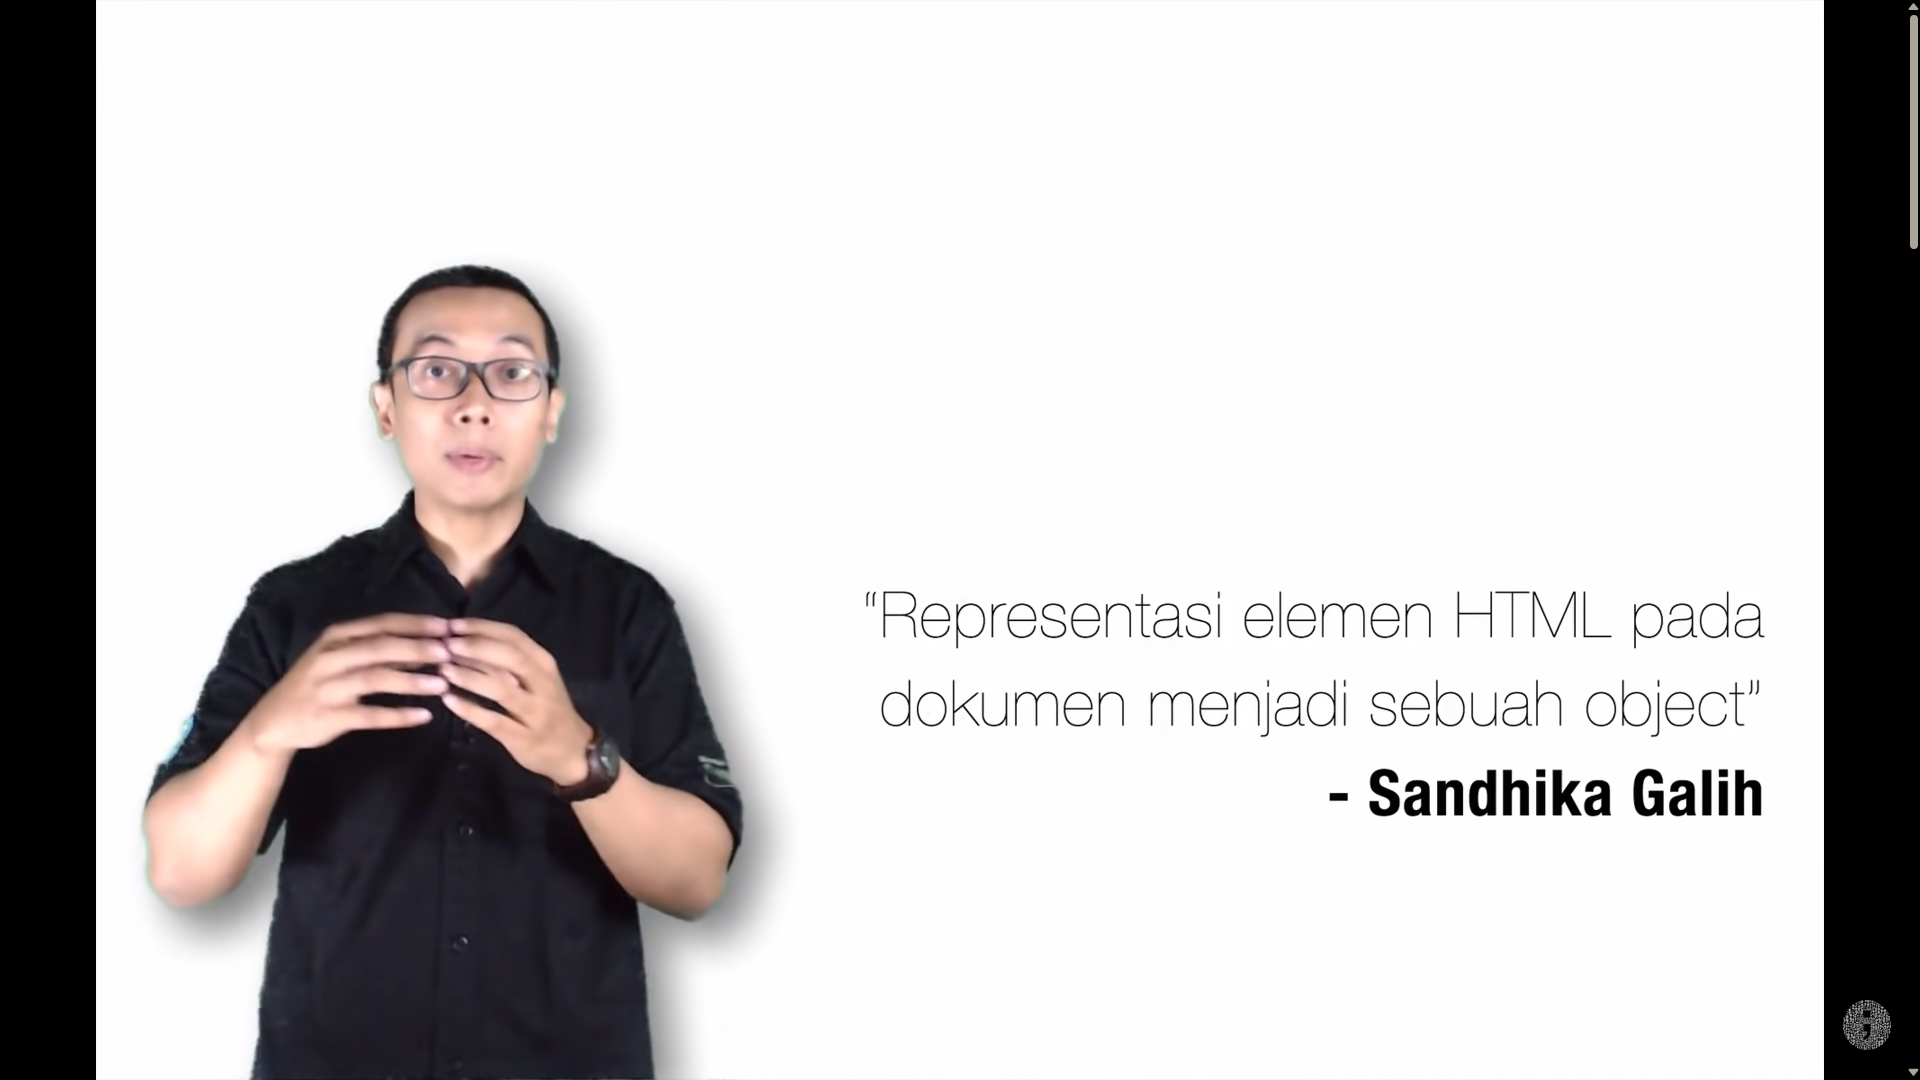 “Representasi elemen HTML pada
dokumen menjadi sebuah object”
- Sandhika Galih